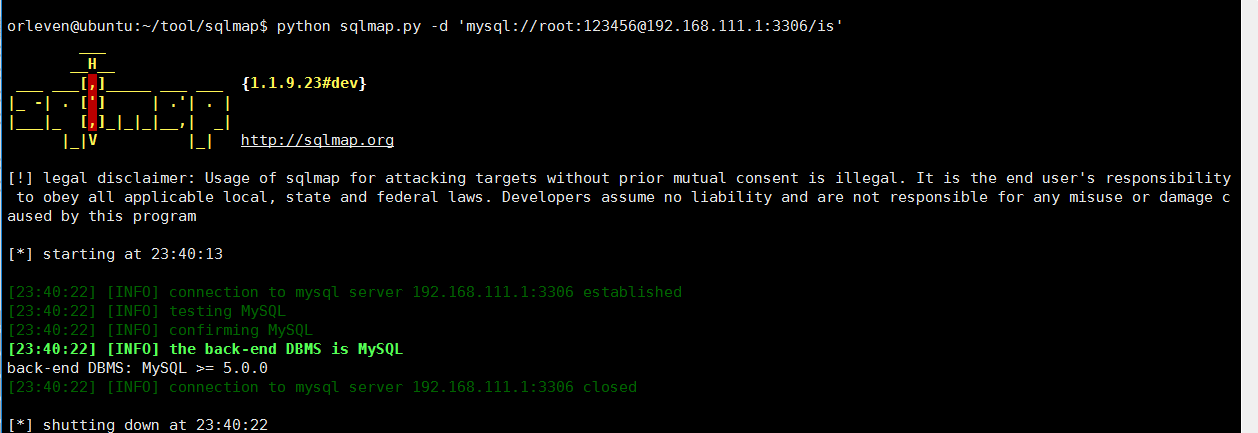 orleven@ubuntu:~/tool/sqlmap$ python sqlmap.py -d 'mysql://root:123456@192.168.111.1:3306/is'
        ___
       __H__
 ___ ___[,]_____ ___ ___  {1.1.9.23#dev}
|_ -| . [']     | .'| . |
|___|_  [,]_|_|_|__,|  _|
      |_|V          |_|   http://sqlmap.org
[!] legal disclaimer: Usage of sqlmap for attacking targets without prior mutual consent is illegal. It is the end user's responsibility
 to obey all applicable local, state and federal laws. Developers assume no liability and are not responsible for any misuse or damage c
aused by this program
[*] starting at 23:40:13
[23:40:22] [INFO] connection to mysql server 192.168.111.1:3306 established
[23:40:22] [INFO] testing MySQL
[23:40:22] [INFO] confirming MySQL
[23:40:22] [INFO] the back-end DBMS is MySQL
back-end DBMS: MySQL >= 5.0.0
[23:40:22] [INFO] connection to mysql server 192.168.111.1:3306 closed
[*] shutting down at 23:40:22